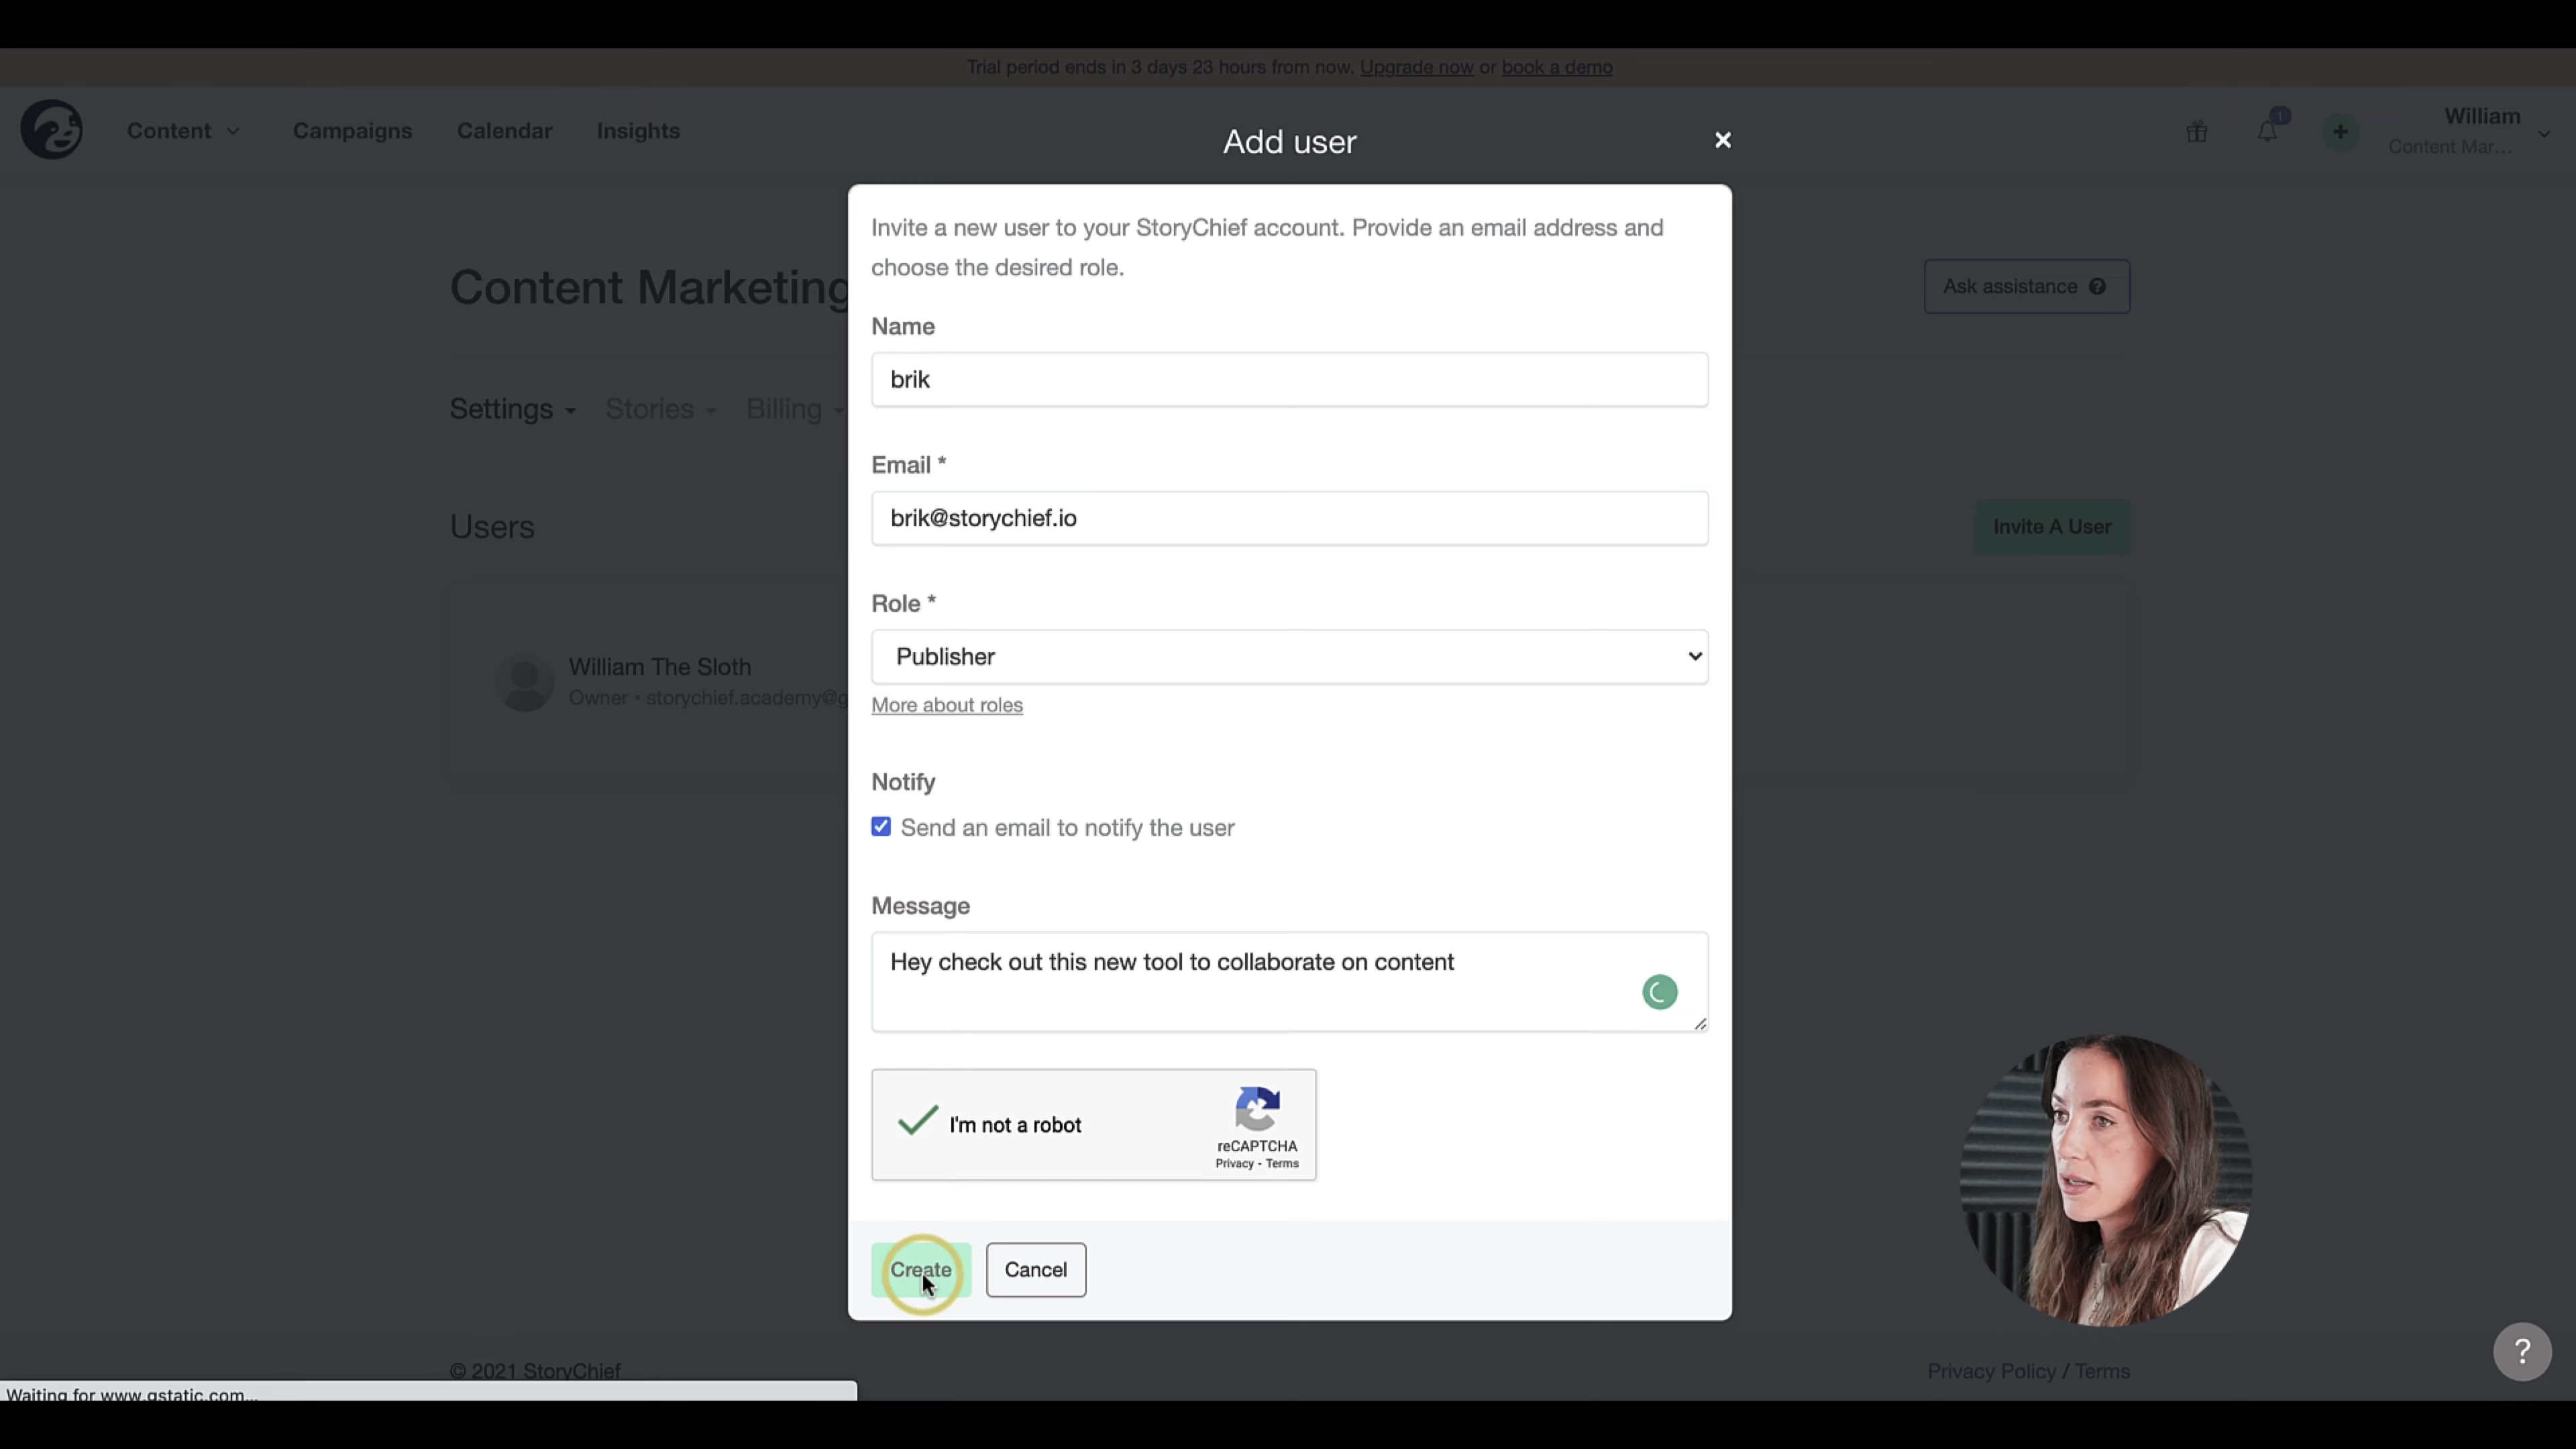 Trial period ends in 3 days 23 hours from now. Upgrade now or book a demo
Content
Campaigns
Calendar
Insights
1
William
Content Mar...
Add user
Invite a new user to your StoryChief account. Provide an email address and
choose the desired role.
Content Marketing
Ask assistance ?
Name
brik
Settings
Stories
Billing
Email *
brik@storychief.io
Users
Invite A User
Role *
Publisher
More about roles
William The Sloth
Owner • storychief.academy@g
Notify
Send an email to notify the user
Message
Hey check out this new tool to collaborate on content
I'm not a robot
reCAPTCHA
Privacy - Terms
Create
Cancel
?
© 2021 StoryChief
Privacy Policy / Terms
Waiting for www.gstatic.com...